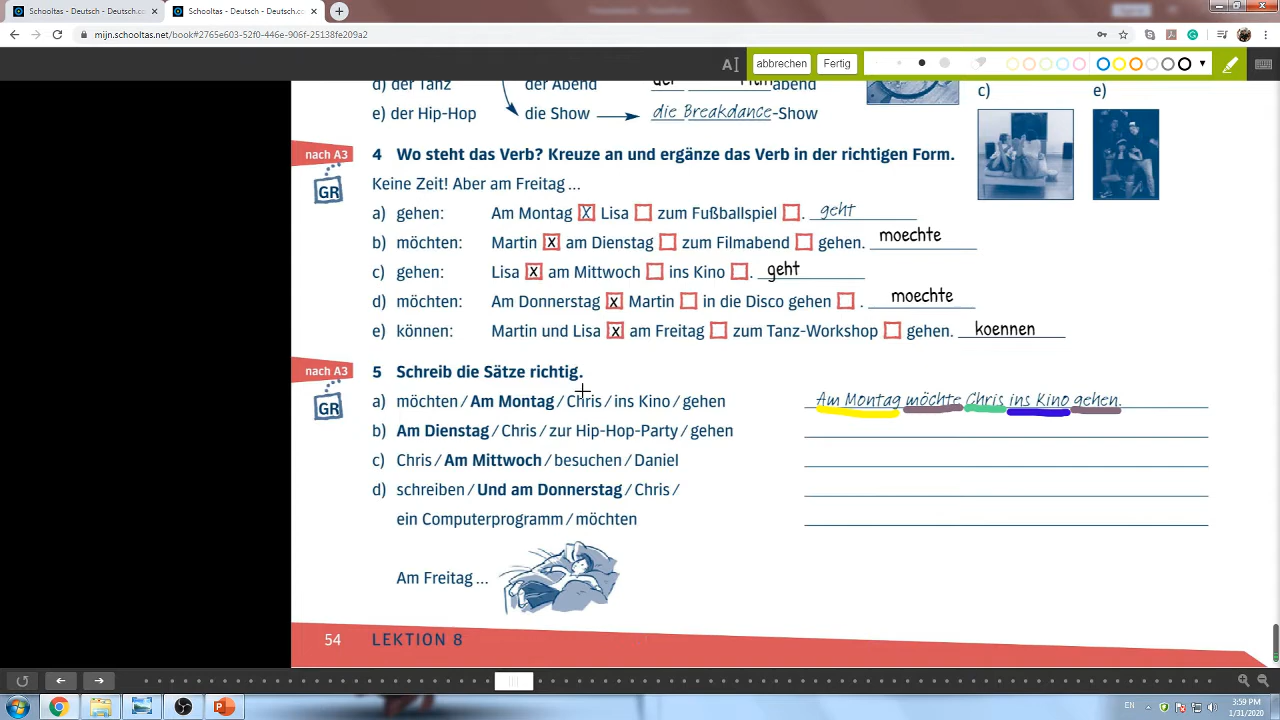 Schooltas - Deutsch - Deutsch.com
Schooltas - Deutsch - Deutsch.com
mijn.schooltas.net/book#2765e603-52f0-446e-906f-25138fe209a2
abbrechen Fertig
d) der Tanz der Abend der Filmabend
e) der Hip-Hop die Show die Breakdance-Show
c) e)
nach A3
GR
4 Wo steht das Verb? Kreuze an und ergänze das Verb in der richtigen Form.
Keine Zeit! Aber am Freitag ...
a) gehen: Am Montag X Lisa zum Fußballspiel . geht
b) möchten: Martin x am Dienstag zum Filmabend gehen. moechte
c) gehen: Lisa x am Mittwoch ins Kino . geht
d) möchten: Am Donnerstag x Martin in die Disco gehen . moechte
e) können: Martin und Lisa x am Freitag zum Tanz-Workshop gehen. koennen
nach A3
GR
5 Schreib die Sätze richtig.
a) möchten / Am Montag / Chris / ins Kino / gehen Am Montag möchte Chris ins Kino gehen.
b) Am Dienstag / Chris / zur Hip-Hop-Party / gehen
c) Chris / Am Mittwoch / besuchen / Daniel
d) schreiben / Und am Donnerstag / Chris /
ein Computerprogramm / möchten
Am Freitag ...
54 LEKTION 8
EN
3:59 PM
1/31/2020